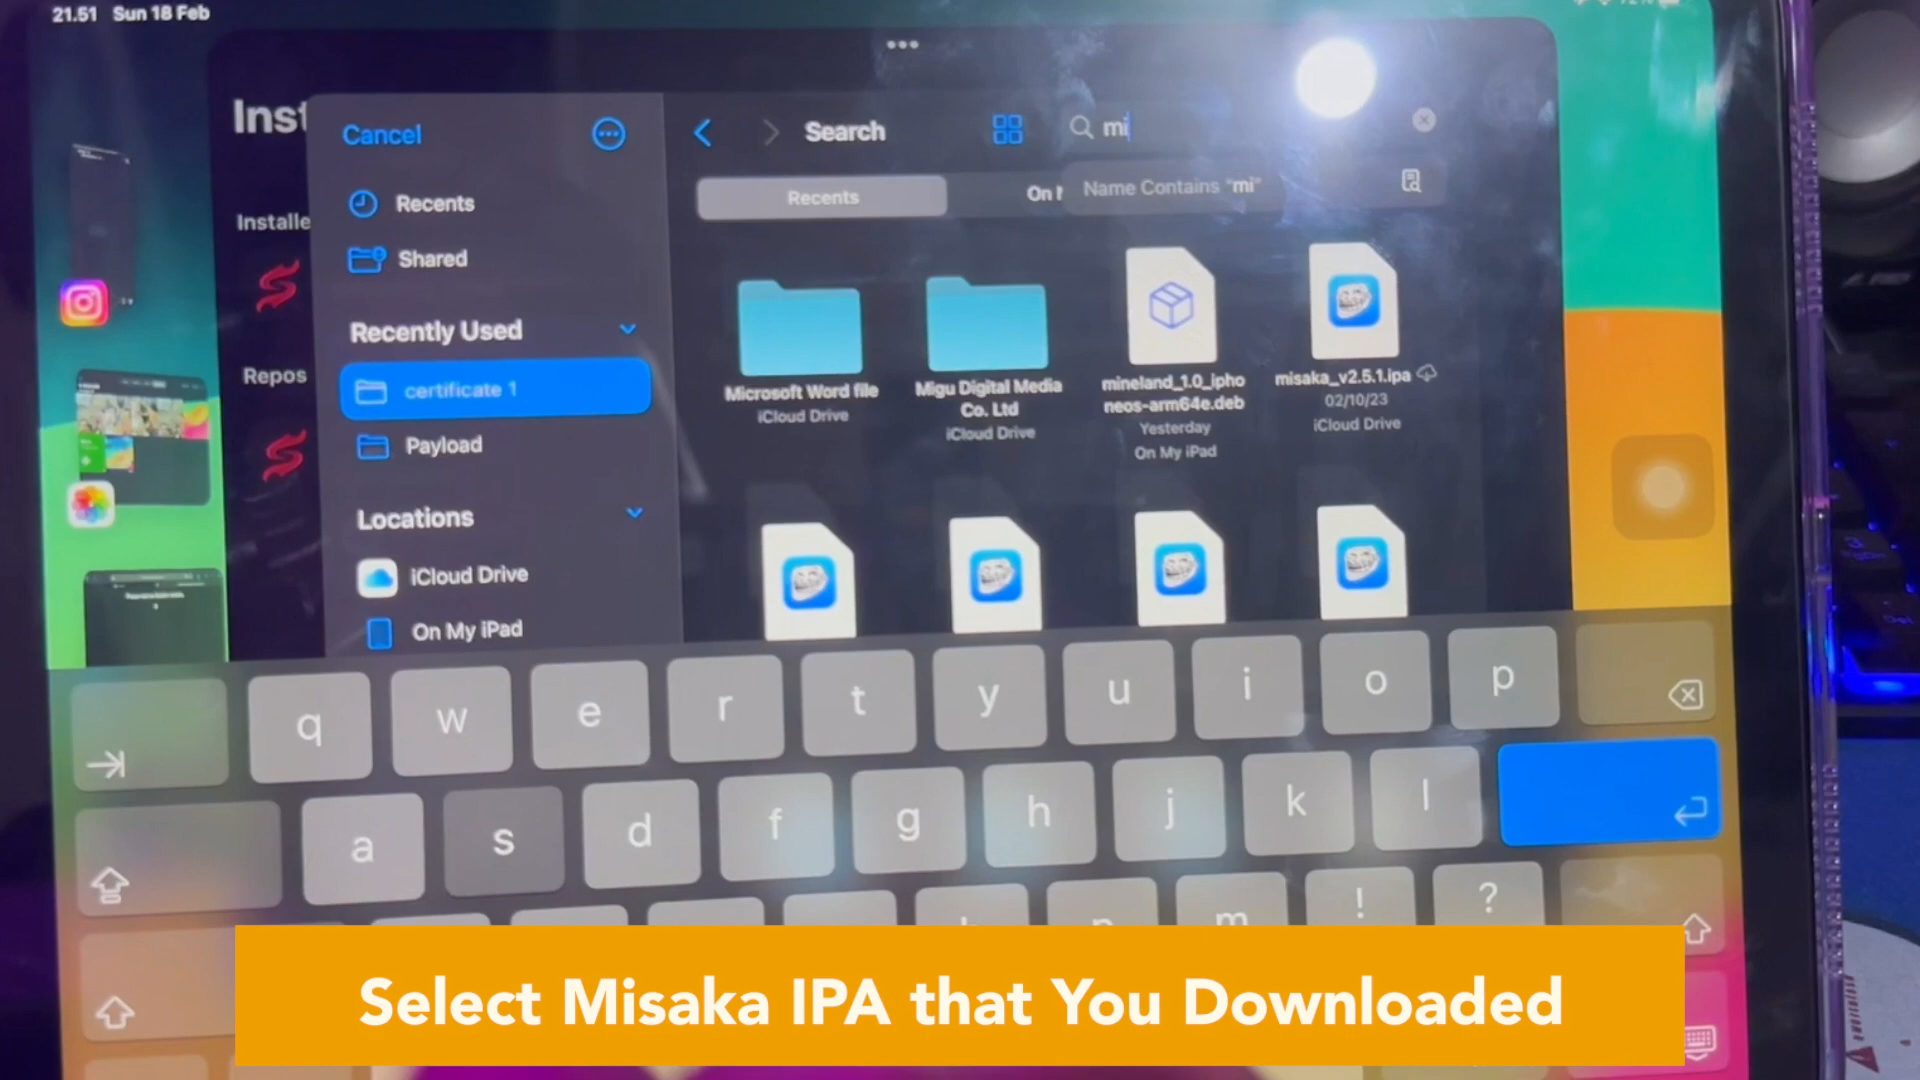 21.51 Sun 18 Feb
Inst
Cancel
Search
mi
Recents
Recents
On
Name Contains "mi"
Installe
Shared
Recently Used
Repos
certificate 1
Payload
Microsoft Word file
iCloud Drive
Migu Digital Media
Co. Ltd
iCloud Drive
mineland_1.0_ipho
neos-arm64e.deb
Yesterday
On My iPad
misaka_v2.5.1.ipa
02/10/23
iCloud Drive
Locations
iCloud Drive
On My iPad
q w e r t y u i o p
a s d f g h j k l
n m ! ?
Select Misaka IPA that You Downloaded